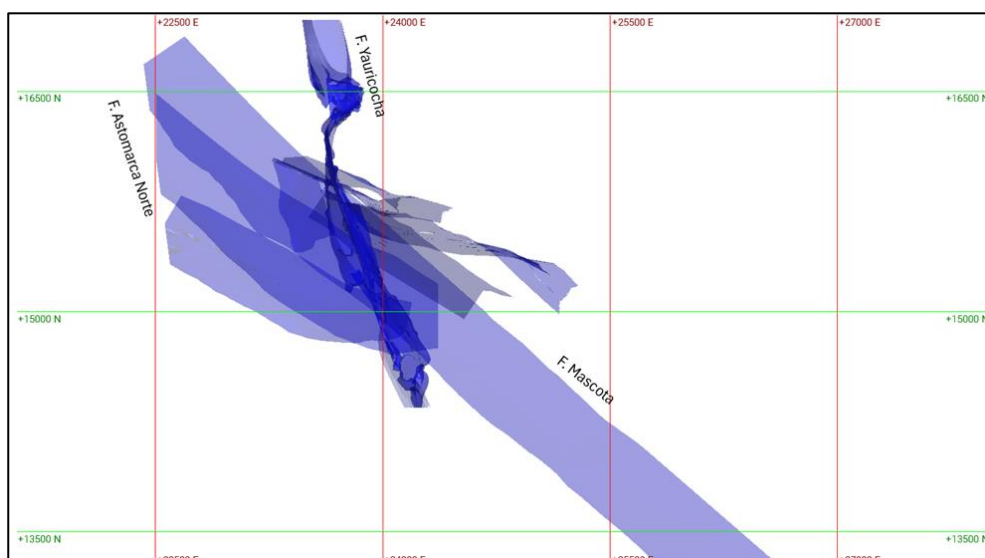 +22500 E
+24000 E
+25500 E
+27000 E
F. Yauricocha
+16500 N
+16500 N
F. Astomarca Norte
+15000 N
+15000 N
F. Mascota
+13500 N
+13500 N